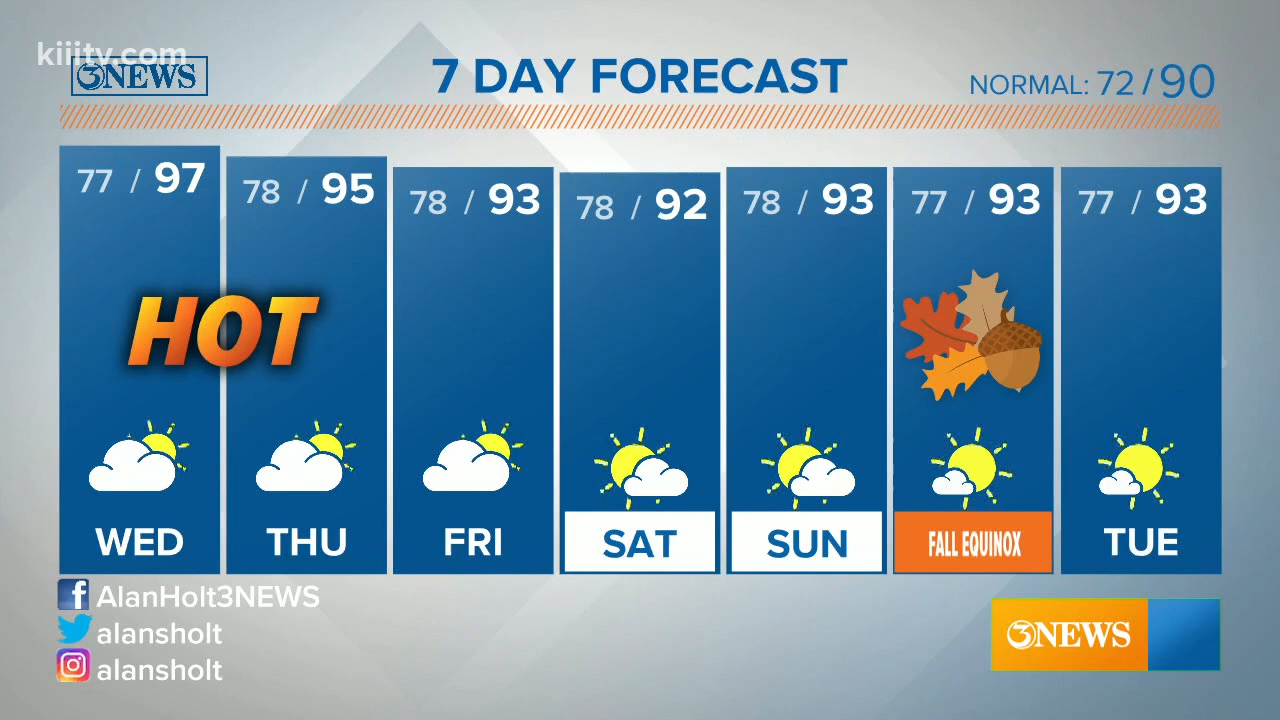 kiiitv.com
3NEWS
7 DAY FORECAST
NORMAL: 72 / 90
77 / 97
78 / 95
78 / 93
78 / 92
78 / 93
77 / 93
77 / 93
HOT
WED
THU
FRI
SAT
SUN
FALL EQUINOX
TUE
AlanHolt3NEWS
alansholt
alansholt
3NEWS